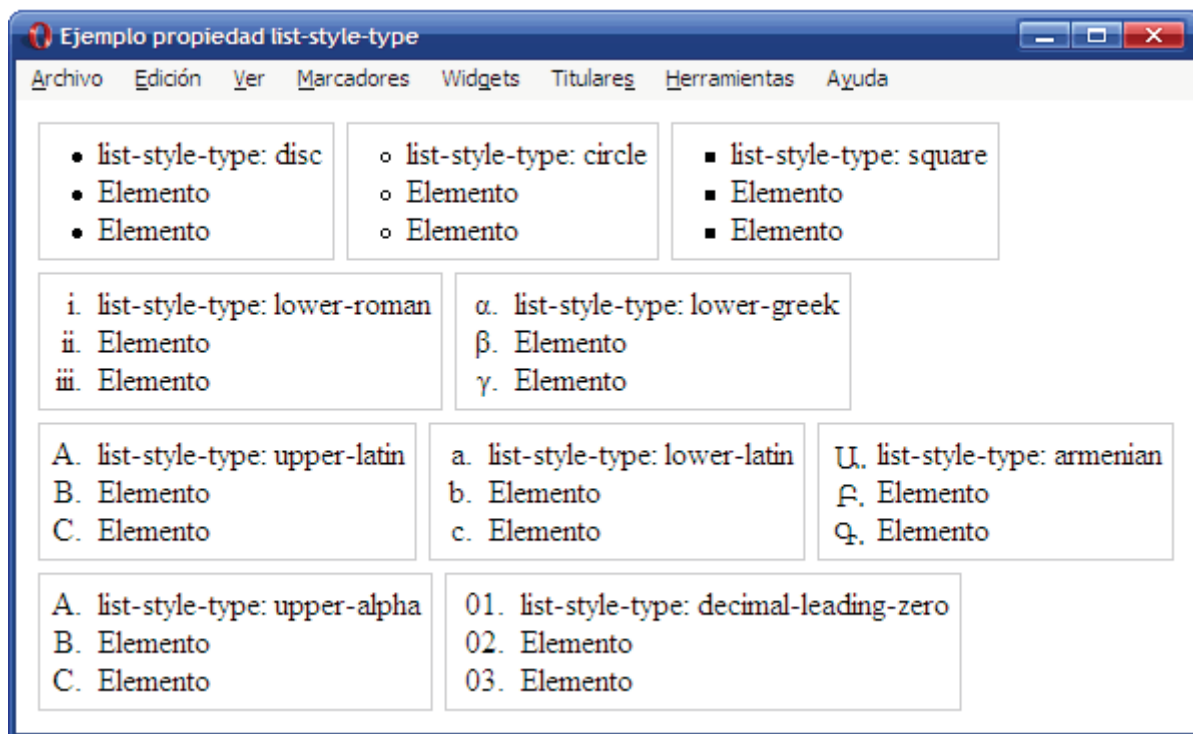 Ejemplo propiedad list-style-type
Archivo Edición Ver Marcadores Widgets Titulares Herramientas Ayuda
• list-style-type: disc
• Elemento
• Elemento
◦ list-style-type: circle
◦ Elemento
◦ Elemento
▪ list-style-type: square
▪ Elemento
▪ Elemento
i. list-style-type: lower-roman
ii. Elemento
iii. Elemento
α. list-style-type: lower-greek
β. Elemento
γ. Elemento
A. list-style-type: upper-latin
B. Elemento
C. Elemento
a. list-style-type: lower-latin
b. Elemento
c. Elemento
Ա. list-style-type: armenian
Բ. Elemento
Գ. Elemento
A. list-style-type: upper-alpha
B. Elemento
C. Elemento
01. list-style-type: decimal-leading-zero
02. Elemento
03. Elemento